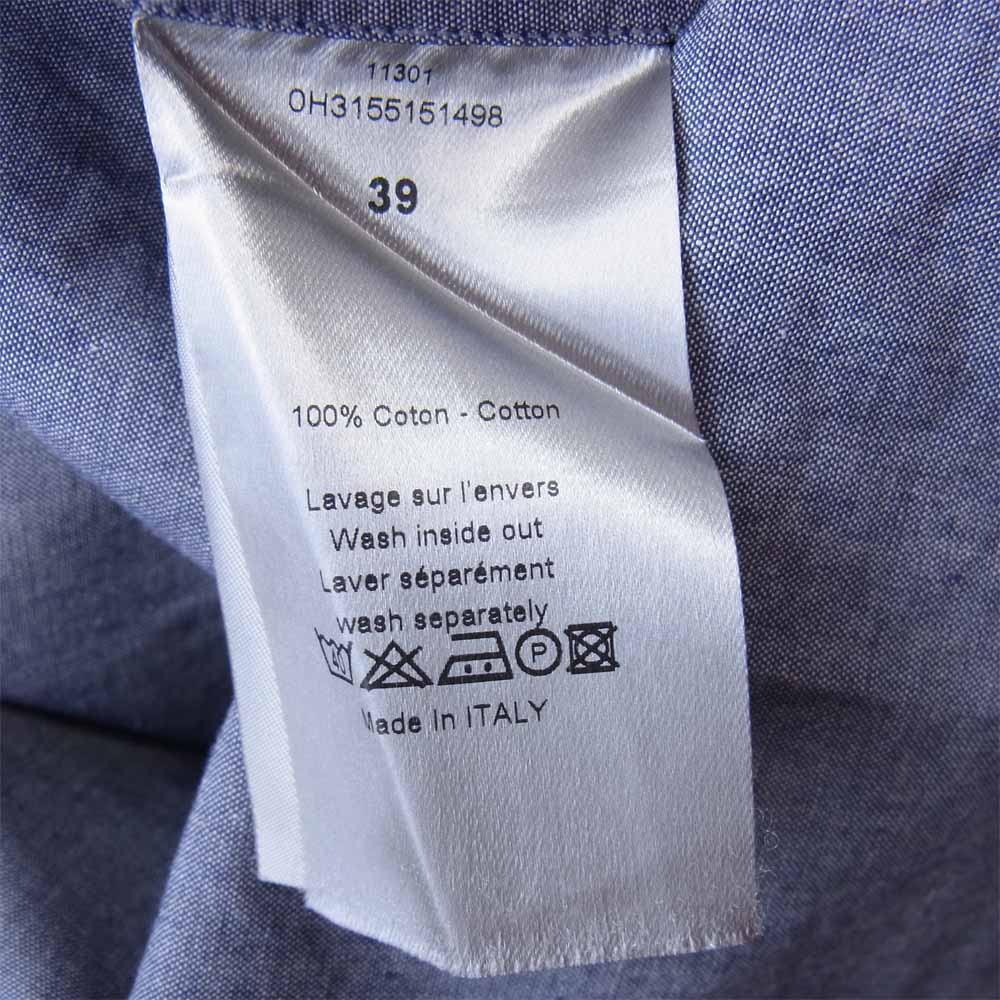 11301
0H3155151498
39
100% Coton - Cotton
Lavage sur l'envers
Wash inside out
Laver séparément
wash separately
P
Made In ITALY